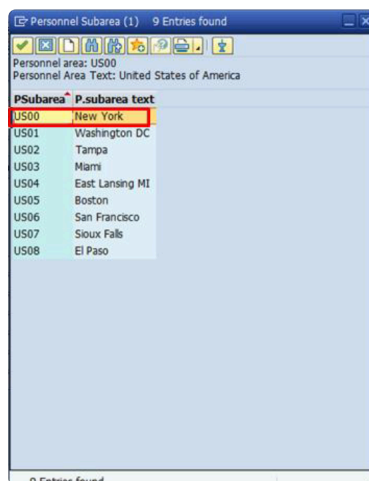 Personnel Subarea (1) 9 Entries found
Personnel area: US00
Personnel Area Text: United States of America
PSubarea P.subarea text
US00 New York
US01 Washington DC
US02 Tampa
US03 Miami
US04 East Lansing MI
US05 Boston
US06 San Francisco
US07 Sioux Falls
US08 El Paso
9 Entries found